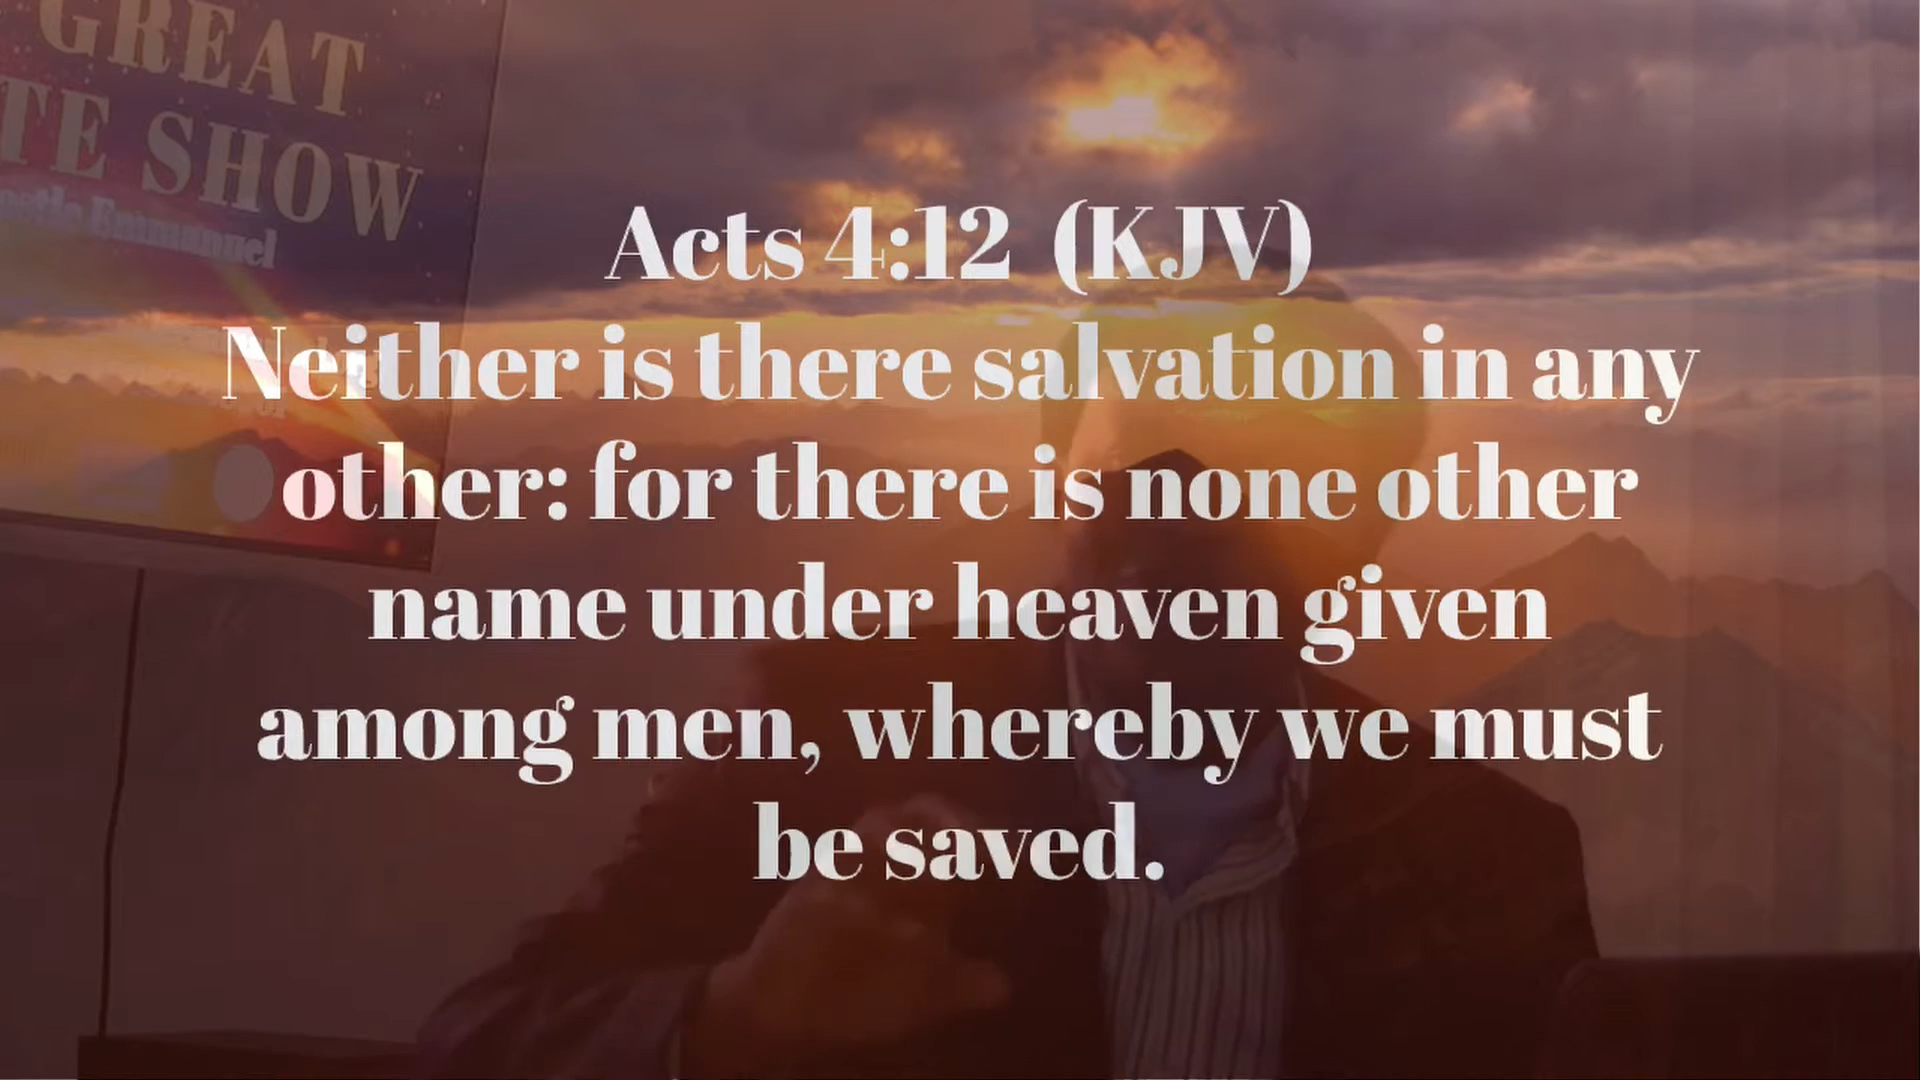 GREAT
TE SHOW
Emmanuel
Acts 4:12 (KJV)
Neither is there salvation in any
other: for there is none other
name under heaven given
among men, whereby we must
be saved.